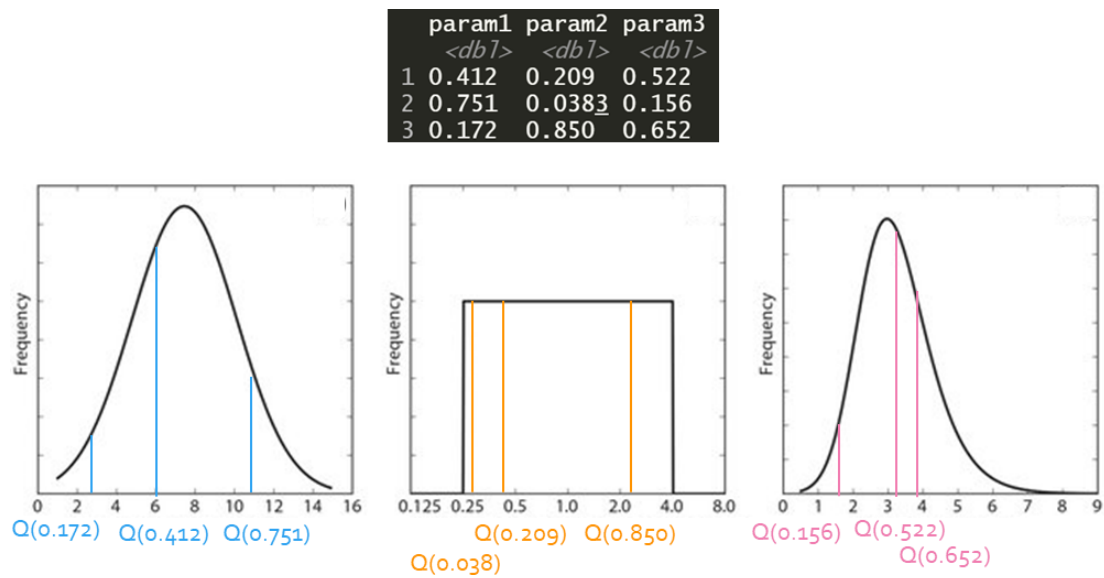 param1 param2 param3
<dbl> <dbl> <dbl>
1 0.412 0.209 0.522
2 0.751 0.0383 0.156
3 0.172 0.850 0.652
Frequency
0 2 4 6 8 10 12 14 16
Q(0.172) Q(0.412) Q(0.751)
Frequency
0.125 0.25 0.5 1.0 2.0 4.0 8.0
Q(0.209) Q(0.850)
Q(0.038)
Frequency
0 1 2 3 4 5 6 7 8 9
Q(0.156) Q(0.522)
Q(0.652)